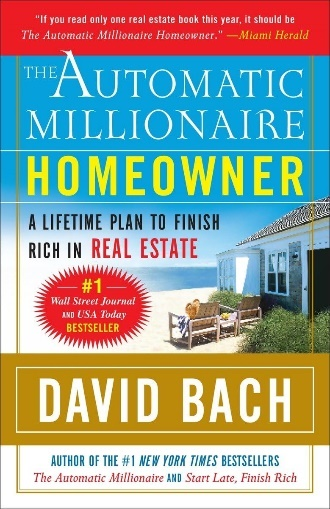 "If you read only one real estate book this year, it should be
The Automatic Millionaire Homeowner." —Miami Herald
THE AUTOMATIC
MILLIONAIRE
HOMEOWNER
A LIFETIME PLAN TO FINISH
RICH IN REAL ESTATE
#1
Wall Street Journal
AND USA Today
BESTSELLER
DAVID BACH
AUTHOR OF THE #1 NEW YORK TIMES BESTSELLERS
The Automatic Millionaire AND Start Late, Finish Rich